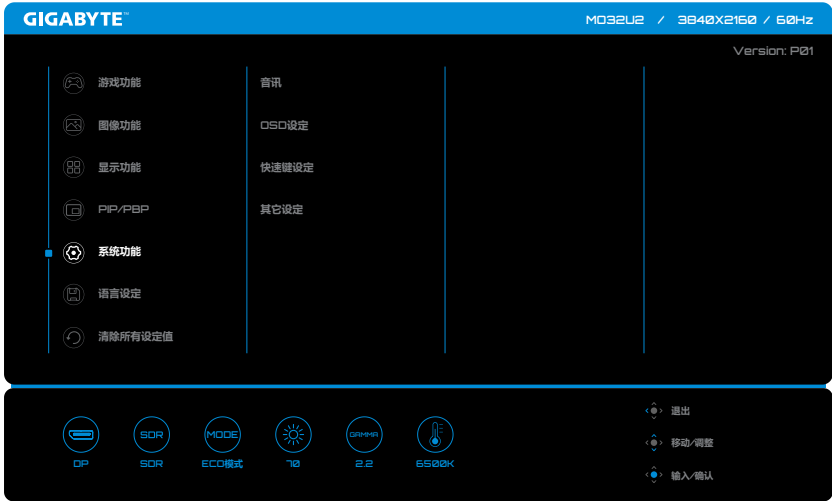 GIGABYTE™ MO32U2 / 3840X2160 / 60Hz
Version: P01
游戏功能 音讯
图像功能 OSD设定
显示功能 快速键设定
PIP/PBP 其它设定
系统功能
语言设定
清除所有设定值
退出
SDR MODE GAMMA
移动/调整
DP SDR ECO模式 70 2.2 6500K
输入/确认